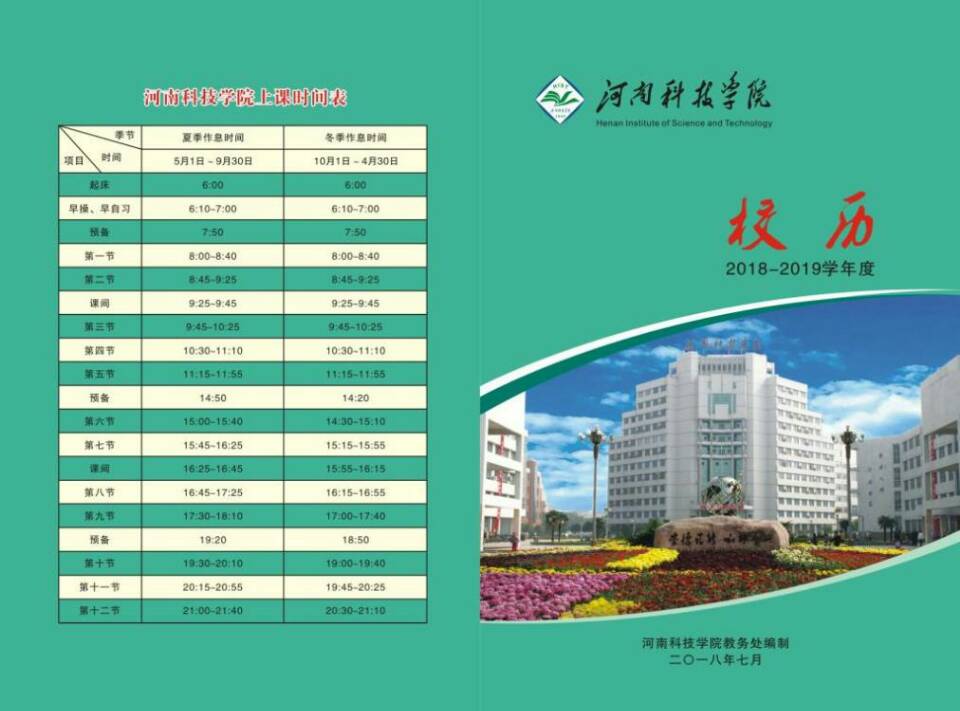 河南科技学院上课时间表
季节 夏季作息时间 冬季作息时间
项目 时间 5月1日~9月30日 10月1日~4月30日
起床 6:00 6:00
早操、早自习 6:10~7:00 6:10~7:00
预备 7:50 7:50
第一节 8:00~8:40 8:00~8:40
第二节 8:45~9:25 8:45~9:25
课间 9:25~9:45 9:25~9:45
第三节 9:45~10:25 9:45~10:25
第四节 10:30~11:10 10:30~11:10
第五节 11:15~11:55 11:15~11:55
预备 14:50 14:20
第六节 15:00~15:40 14:30~15:10
第七节 15:45~16:25 15:15~15:55
课间 16:25~16:45 15:55~16:15
第八节 16:45~17:25 16:15~16:55
第九节 17:30~18:10 17:00~17:40
预备 19:20 18:50
第十节 19:30~20:10 19:00~19:40
第十一节 20:15~20:55 19:45~20:25
第十二节 21:00~21:40 20:30~21:10
河南科技学院
Henan Institute of Science and Technology
校历
2018-2019学年度
河南科技学院教务处编制
二〇一八年七月